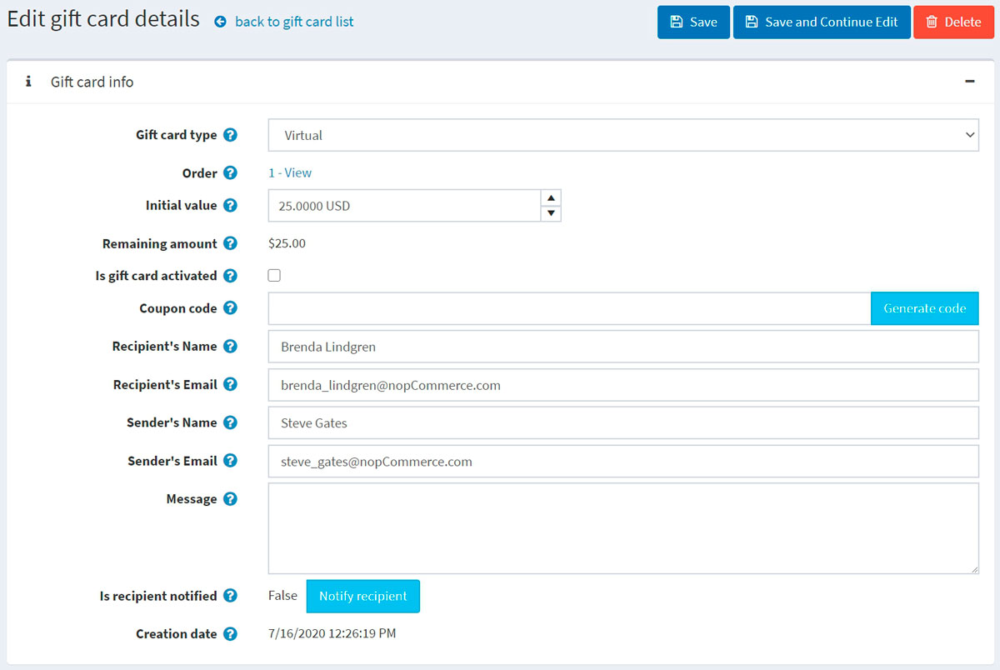 Edit gift card details back to gift card list Save Save and Continue Edit Delete
Gift card info
Gift card type Virtual
Order 1 - View
Initial value 25.0000 USD
Remaining amount $25.00
Is gift card activated
Coupon code Generate code
Recipient's Name Brenda Lindgren
Recipient's Email brenda_lindgren@nopCommerce.com
Sender's Name Steve Gates
Sender's Email steve_gates@nopCommerce.com
Message
Is recipient notified False Notify recipient
Creation date 7/16/2020 12:26:19 PM